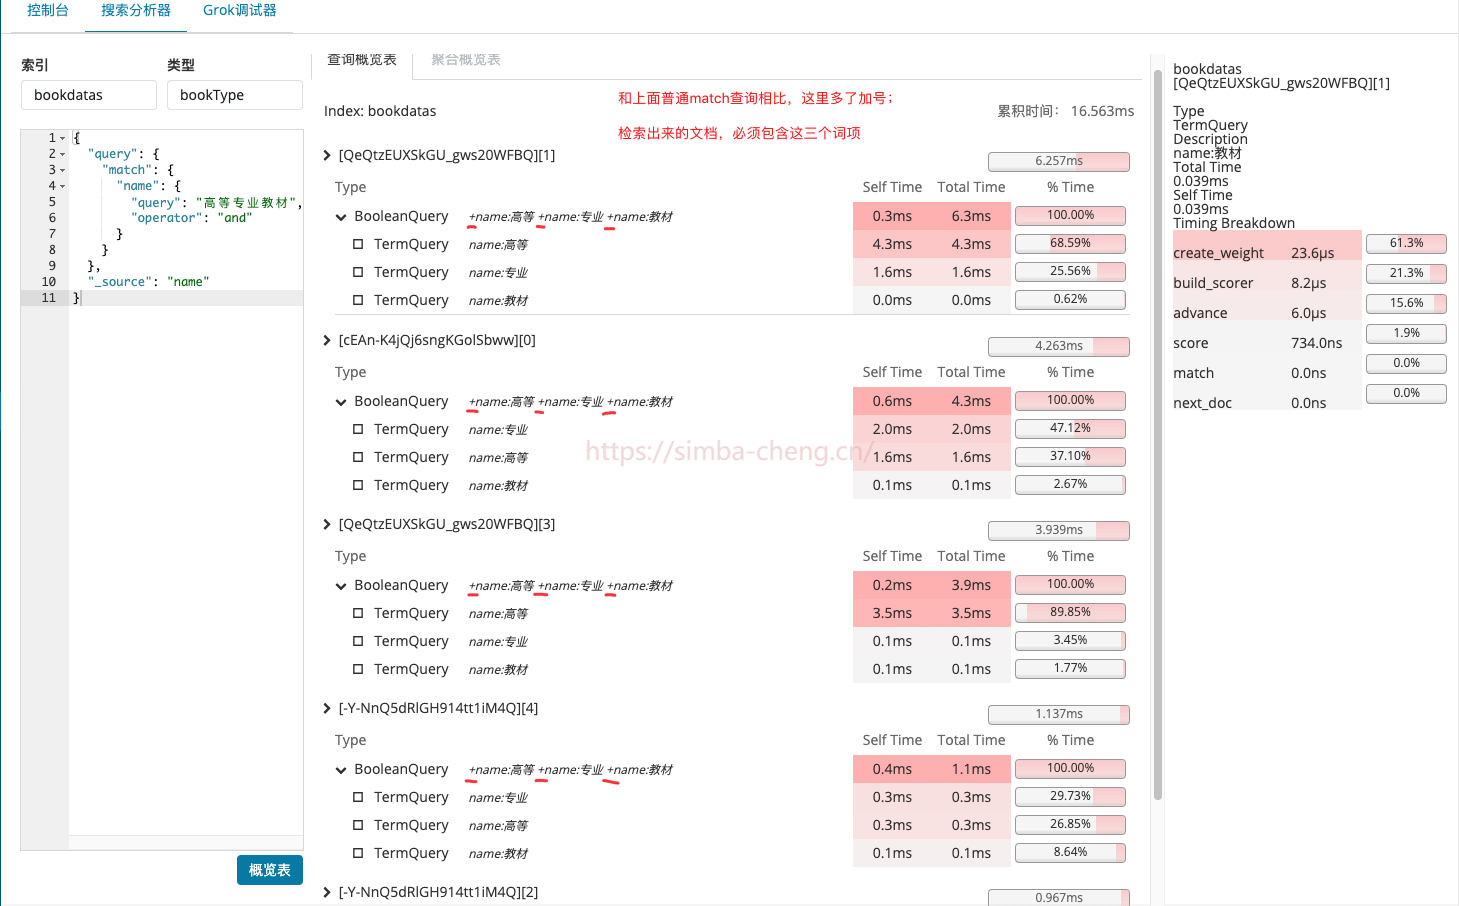 控制台 搜索分析器 Grok调试器
索引 类型
bookdatas bookType
1 {
2 "query": {
3 "match": {
4 "name": {
5 "query": "高等专业教材",
6 "operator": "and"
7 }
8 }
9 },
10 "_source": "name"
11 }
概览表
查询概览表 聚合概览表
和上面普通match查询相比，这里多了加号；
Index: bookdatas 累积时间： 16.563ms
检索出来的文档，必须包含这三个词项
[QeQtzEUXSkGU_gws20WFBQ][1] 6.257ms
Type Self Time Total Time % Time
BooleanQuery +name:高等 +name:专业 +name:教材 0.3ms 6.3ms 100.00%
TermQuery name:高等 4.3ms 4.3ms 68.59%
TermQuery name:专业 1.6ms 1.6ms 25.56%
TermQuery name:教材 0.0ms 0.0ms 0.62%
[cEAn-K4jQj6sngKGolSbww][0] 4.263ms
Type Self Time Total Time % Time
BooleanQuery +name:高等 +name:专业 +name:教材 0.6ms 4.3ms 100.00%
TermQuery name:专业 2.0ms 2.0ms 47.12%
https://simba-cheng.cn/
TermQuery name:高等 1.6ms 1.6ms 37.10%
TermQuery name:教材 0.1ms 0.1ms 2.67%
[QeQtzEUXSkGU_gws20WFBQ][3] 3.939ms
Type Self Time Total Time % Time
BooleanQuery +name:高等 +name:专业 +name:教材 0.2ms 3.9ms 100.00%
TermQuery name:高等 3.5ms 3.5ms 89.85%
TermQuery name:专业 0.1ms 0.1ms 3.45%
TermQuery name:教材 0.1ms 0.1ms 1.77%
[-Y-NnQ5dRlGH914tt1iM4Q][4] 1.137ms
Type Self Time Total Time % Time
BooleanQuery +name:高等 +name:专业 +name:教材 0.4ms 1.1ms 100.00%
TermQuery name:专业 0.3ms 0.3ms 29.73%
TermQuery name:高等 0.3ms 0.3ms 26.85%
TermQuery name:教材 0.1ms 0.1ms 8.64%
[-Y-NnQ5dRlGH914tt1iM4Q][2] 0.967ms
bookdatas
[QeQtzEUXSkGU_gws20WFBQ][1]
Type
TermQuery
Description
name:教材
Total Time
0.039ms
Self Time
0.039ms
Timing Breakdown
create_weight 23.6μs 61.3%
build_scorer 8.2μs 21.3%
advance 6.0μs 15.6%
score 734.0ns 1.9%
match 0.0ns 0.0%
next_doc 0.0ns 0.0%